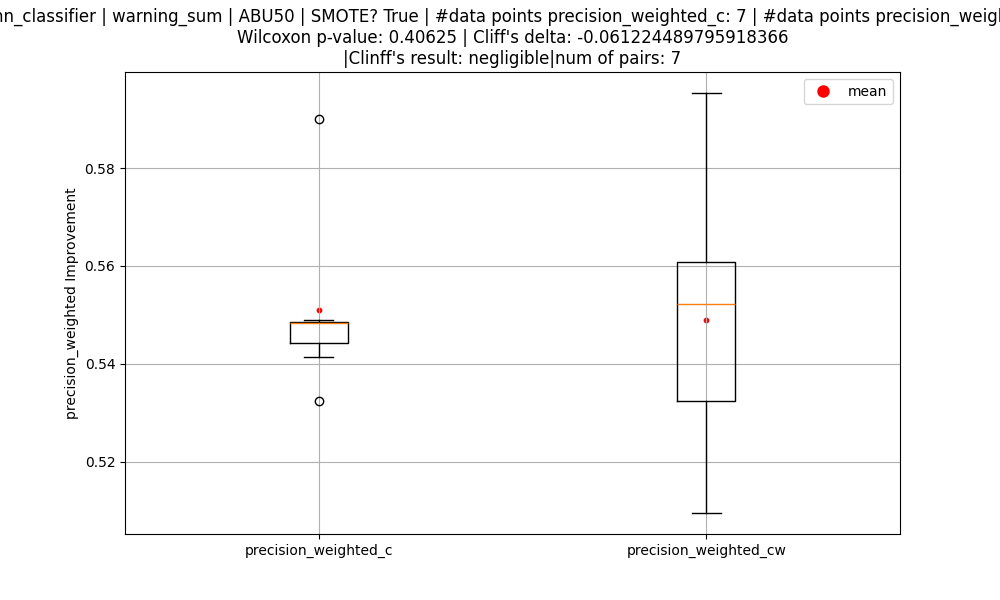 | warning_sum | ABU50 | SMOTE? True | #data points precision_weighted_c: 7 | #data points
Wilcoxon p-value: 0.40625 | Cliff's delta: -0.061224489795918366
|Clinff's result: negligible|num of pairs: 7
mean
0.58
0.56
0.54
0.52
precision_weighted Improvement
precision_weighted_c
precision_weighted_cw